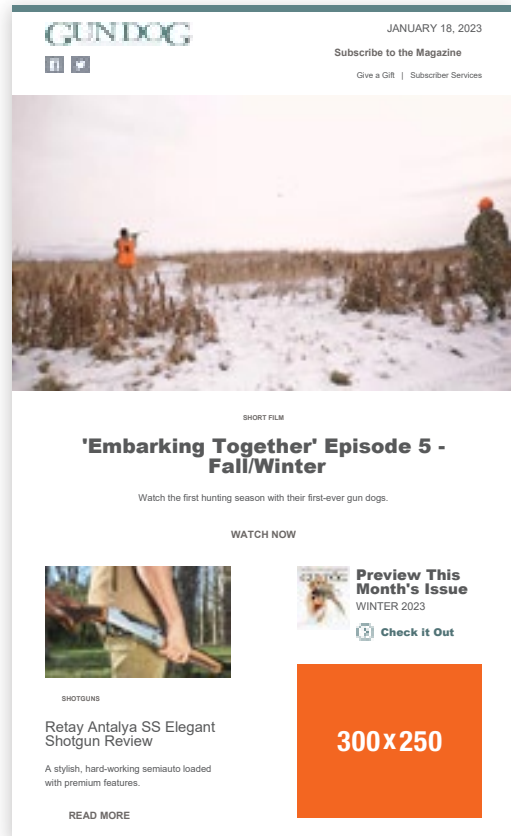 GUN DOG
JANUARY 18, 2023
Subscribe to the Magazine
Give a Gift | Subscriber Services
SHORT FILM
'Embarking Together' Episode 5 -
Fall/Winter
Watch the first hunting season with their first-ever gun dogs.
WATCH NOW
SHOTGUNS
Retay Antalya SS Elegant
Shotgun Review
A stylish, hard-working semiauto loaded
with premium features.
READ MORE
GUN DOG
Preview This
Month's Issue
WINTER 2023
Check it Out
300x250